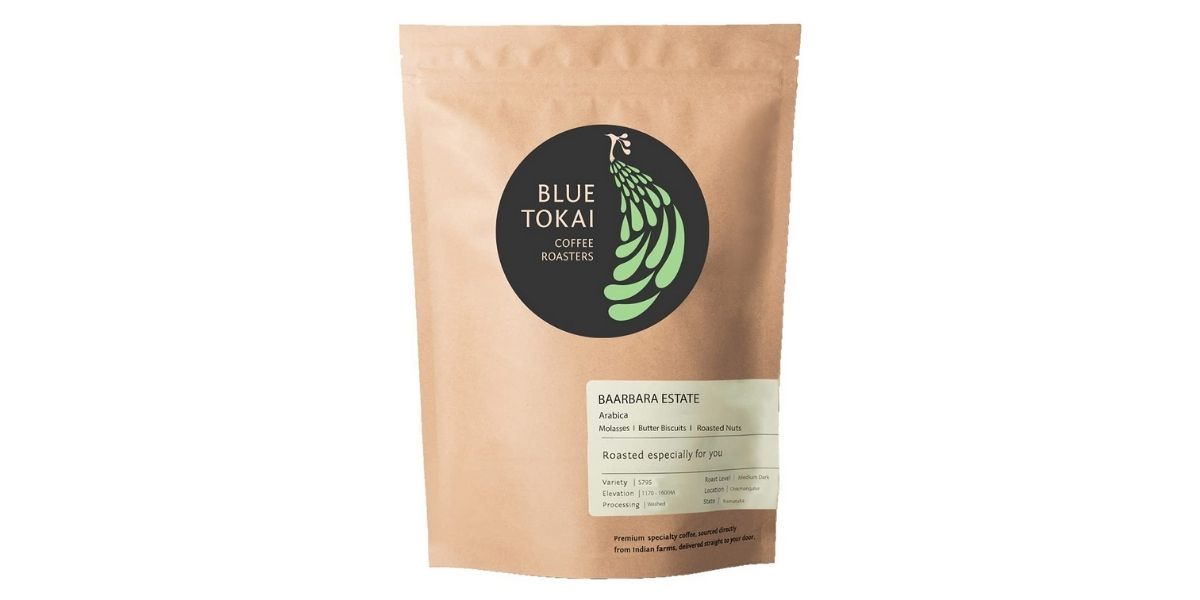 BLUE
TOKAI
COFFEE
ROASTERS
BAARBARA ESTATE
Arabica
Molasses I Butter Biscuits I Roasted Nuts
Roasted especially for you
Variety | S795
Roast Level | Medium Dark
Elevation | 1170 - 1600M
Location | Chikmangalur
Processing | Washed
State | Karnataka
Premium specialty coffee, sourced directly
from Indian farms, delivered straight to your door.